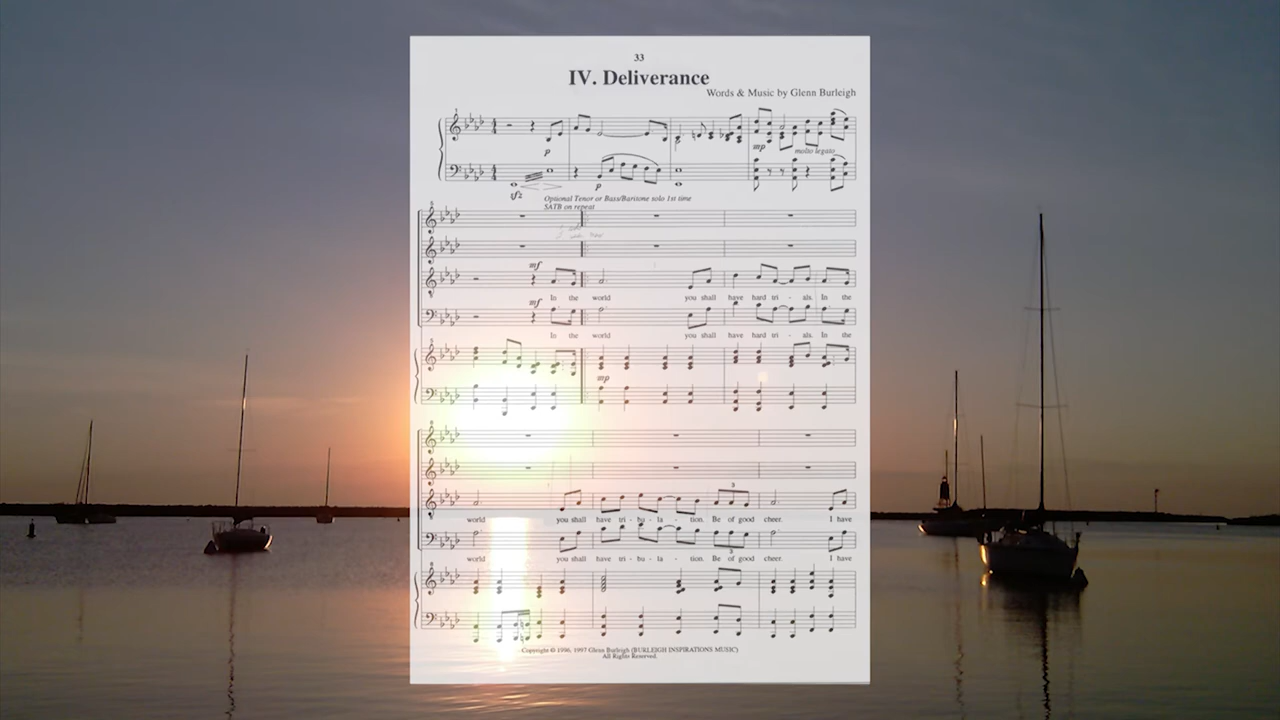 33
IV. Deliverance
Words & Music by Glenn Burleigh
p
mp
molto legato
sfz
p
Optional Tenor or Bass/Baritone solo 1st time
SATB on repeat
mf
In the world you shall have hard tri - als. In the
mf
In the world you shall have hard tri - als. In the
mp
3
world you shall have tri - bu - la - tion. Be of good cheer. I have
3
world you shall have tri - bu - la - tion. Be of good cheer. I have
Copyright © 1996, 1997 Glenn Burleigh (BURLEIGH INSPIRATIONS MUSIC)
All Rights Reserved.